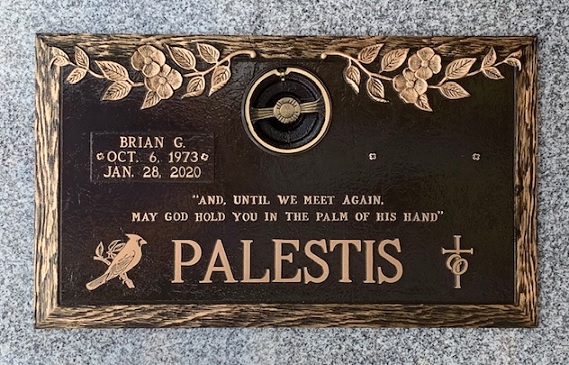 BRIAN G.
OCT. 6, 1973
JAN. 28, 2020
"AND, UNTIL WE MEET AGAIN,
MAY GOD HOLD YOU IN THE PALM OF HIS HAND"
PALESTIS